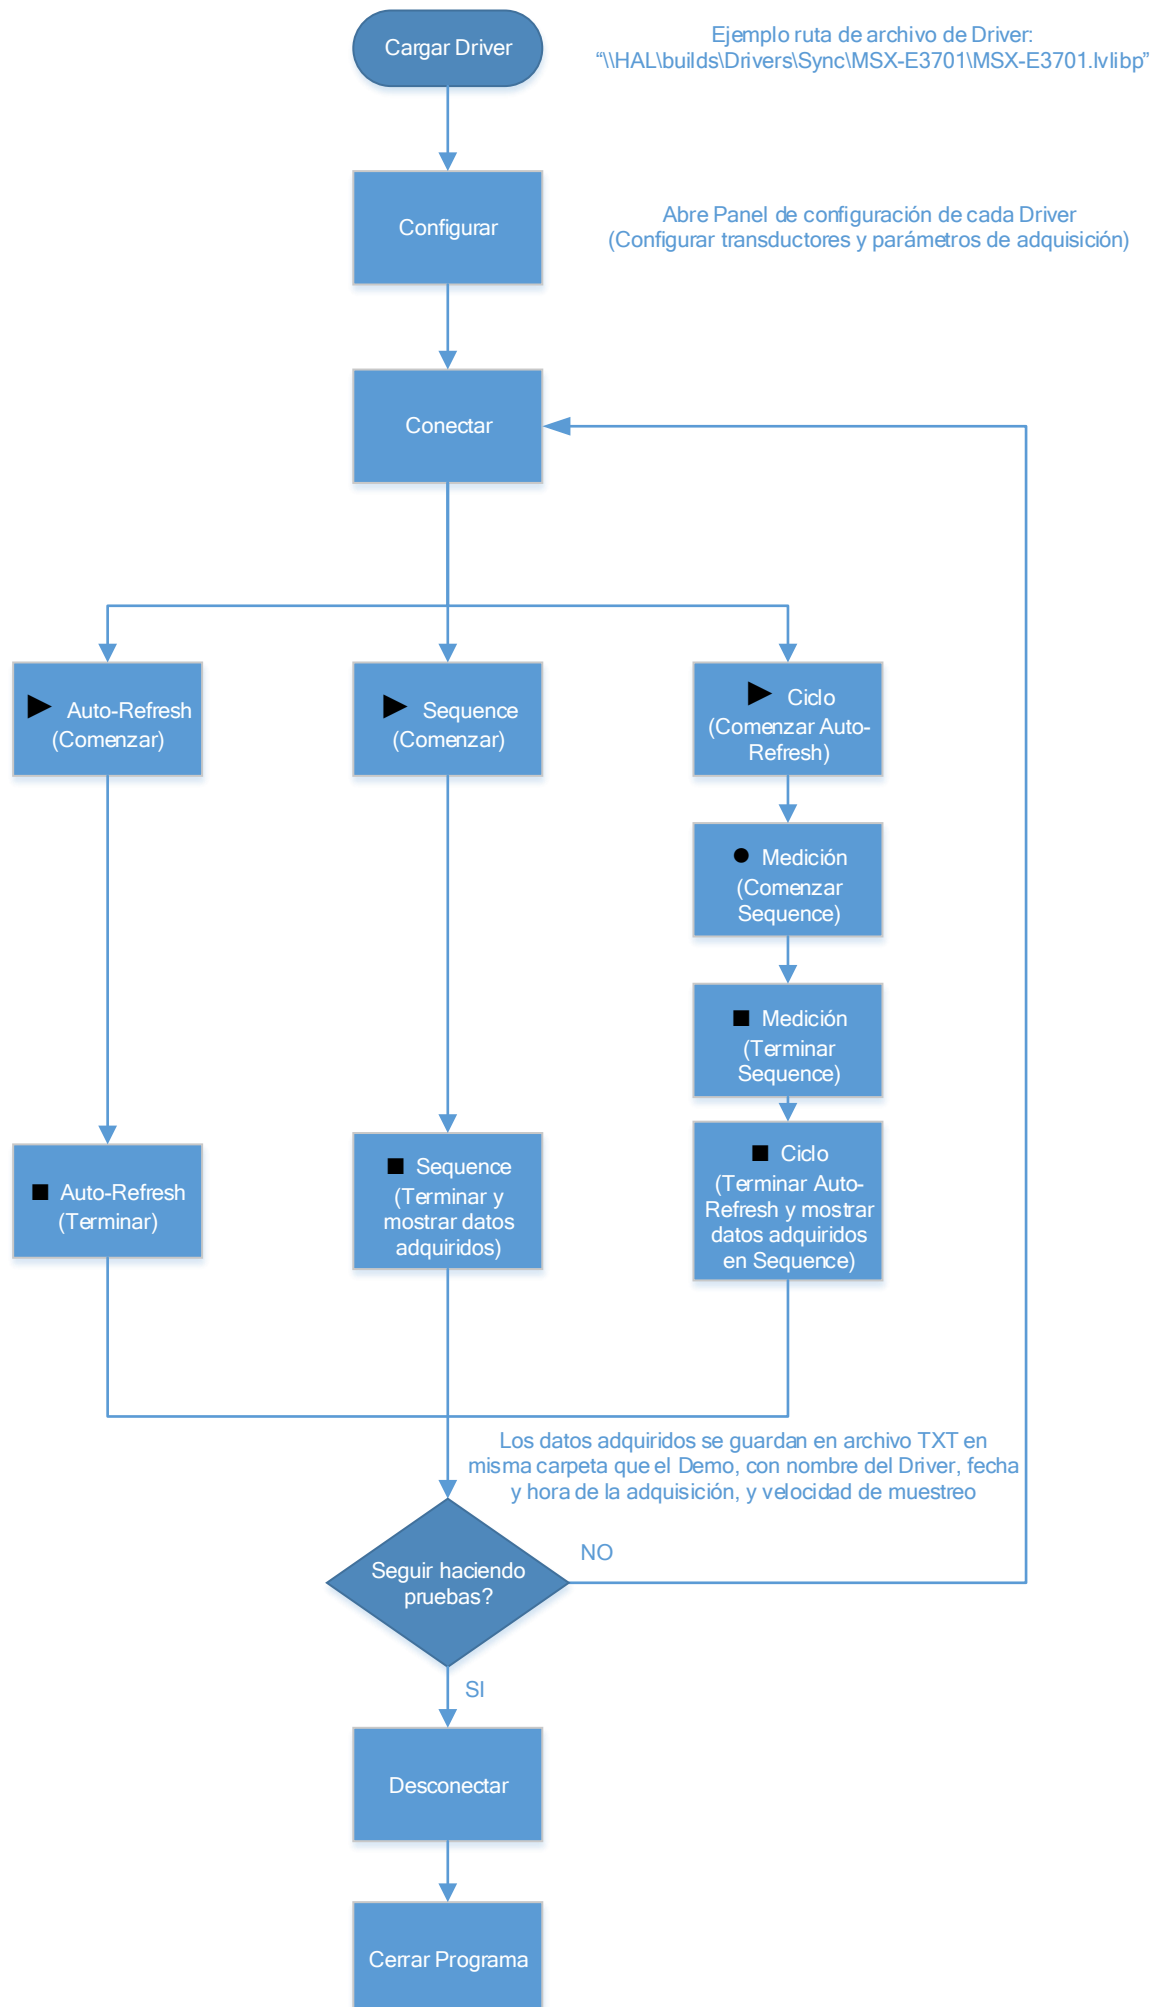 Cargar Driver
Ejemplo ruta de archivo de Driver:
“\\HAL\builds\Drivers\Sync\MSX-E3701\MSX-E3701.lvlibp”
Configurar
Abre Panel de configuración de cada Driver
(Configurar transductores y parámetros de adquisición)
Conectar
Auto-Refresh
(Comenzar)
Sequence
(Comenzar)
Ciclo
(Comenzar Auto-
Refresh)
Medición
(Comenzar
Sequence)
Medición
(Terminar
Sequence)
Auto-Refresh
(Terminar)
Sequence
(Terminar y
mostrar datos
adquiridos)
Ciclo
(Terminar Auto-
Refresh y mostrar
datos adquiridos
en Sequence)
Los datos adquiridos se guardan en archivo TXT en
misma carpeta que el Demo, con nombre del Driver, fecha
y hora de la adquisición, y velocidad de muestreo
Seguir haciendo
pruebas?
NO
SI
Desconectar
Cerrar Programa